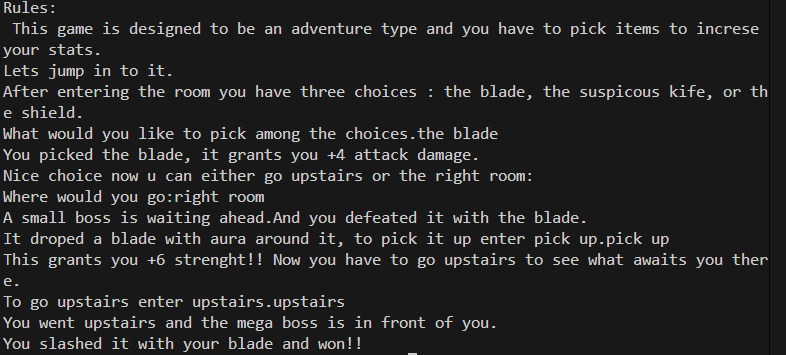 Rules:
 This game is designed to be an adventure type and you have to pick items to increse
your stats.
Lets jump in to it.
After entering the room you have three choices : the blade, the suspicous kife, or th
e shield.
What would you like to pick among the choices.the blade
You picked the blade, it grants you +4 attack damage.
Nice choice now u can either go upstairs or the right room:
Where would you go:right room
A small boss is waiting ahead.And you defeated it with the blade.
It droped a blade with aura around it, to pick it up enter pick up.pick up
This grants you +6 strenght!! Now you have to go upstairs to see what awaits you ther
e.
To go upstairs enter upstairs.upstairs
You went upstairs and the mega boss is in front of you.
You slashed it with your blade and won!!